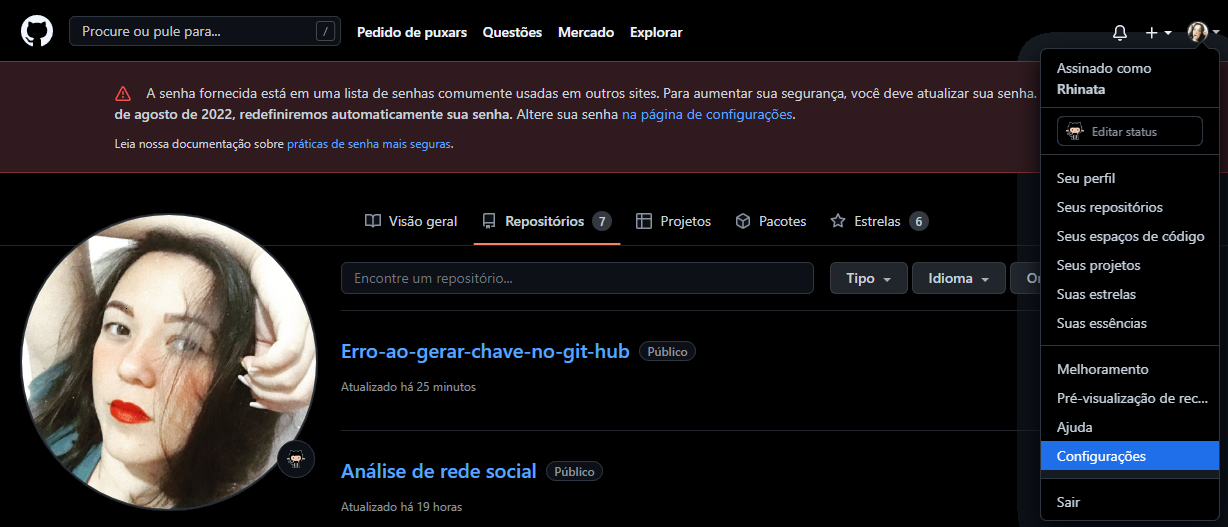 Procure ou pule para...
/
Pedido de puxars
Questões
Mercado
Explorar
A senha fornecida está em uma lista de senhas comumente usadas em outros sites. Para aumentar sua segurança, você deve atualizar sua senha.
de agosto de 2022, redefiniremos automaticamente sua senha. Altere sua senha na página de configurações.
Leia nossa documentação sobre práticas de senha mais seguras.
Visão geral
Repositórios 7
Projetos
Pacotes
Estrelas 6
Encontre um repositório...
Tipo
Idioma
Erro-ao-gerar-chave-no-git-hub Público
Atualizado há 25 minutos
Análise de rede social Público
Atualizado há 19 horas
Assinado como
Rhinata
Editar status
Seu perfil
Seus repositórios
Seus espaços de código
Seus projetos
Suas estrelas
Suas essências
Melhoramento
Pré-visualização de rec...
Ajuda
Configurações
Sair